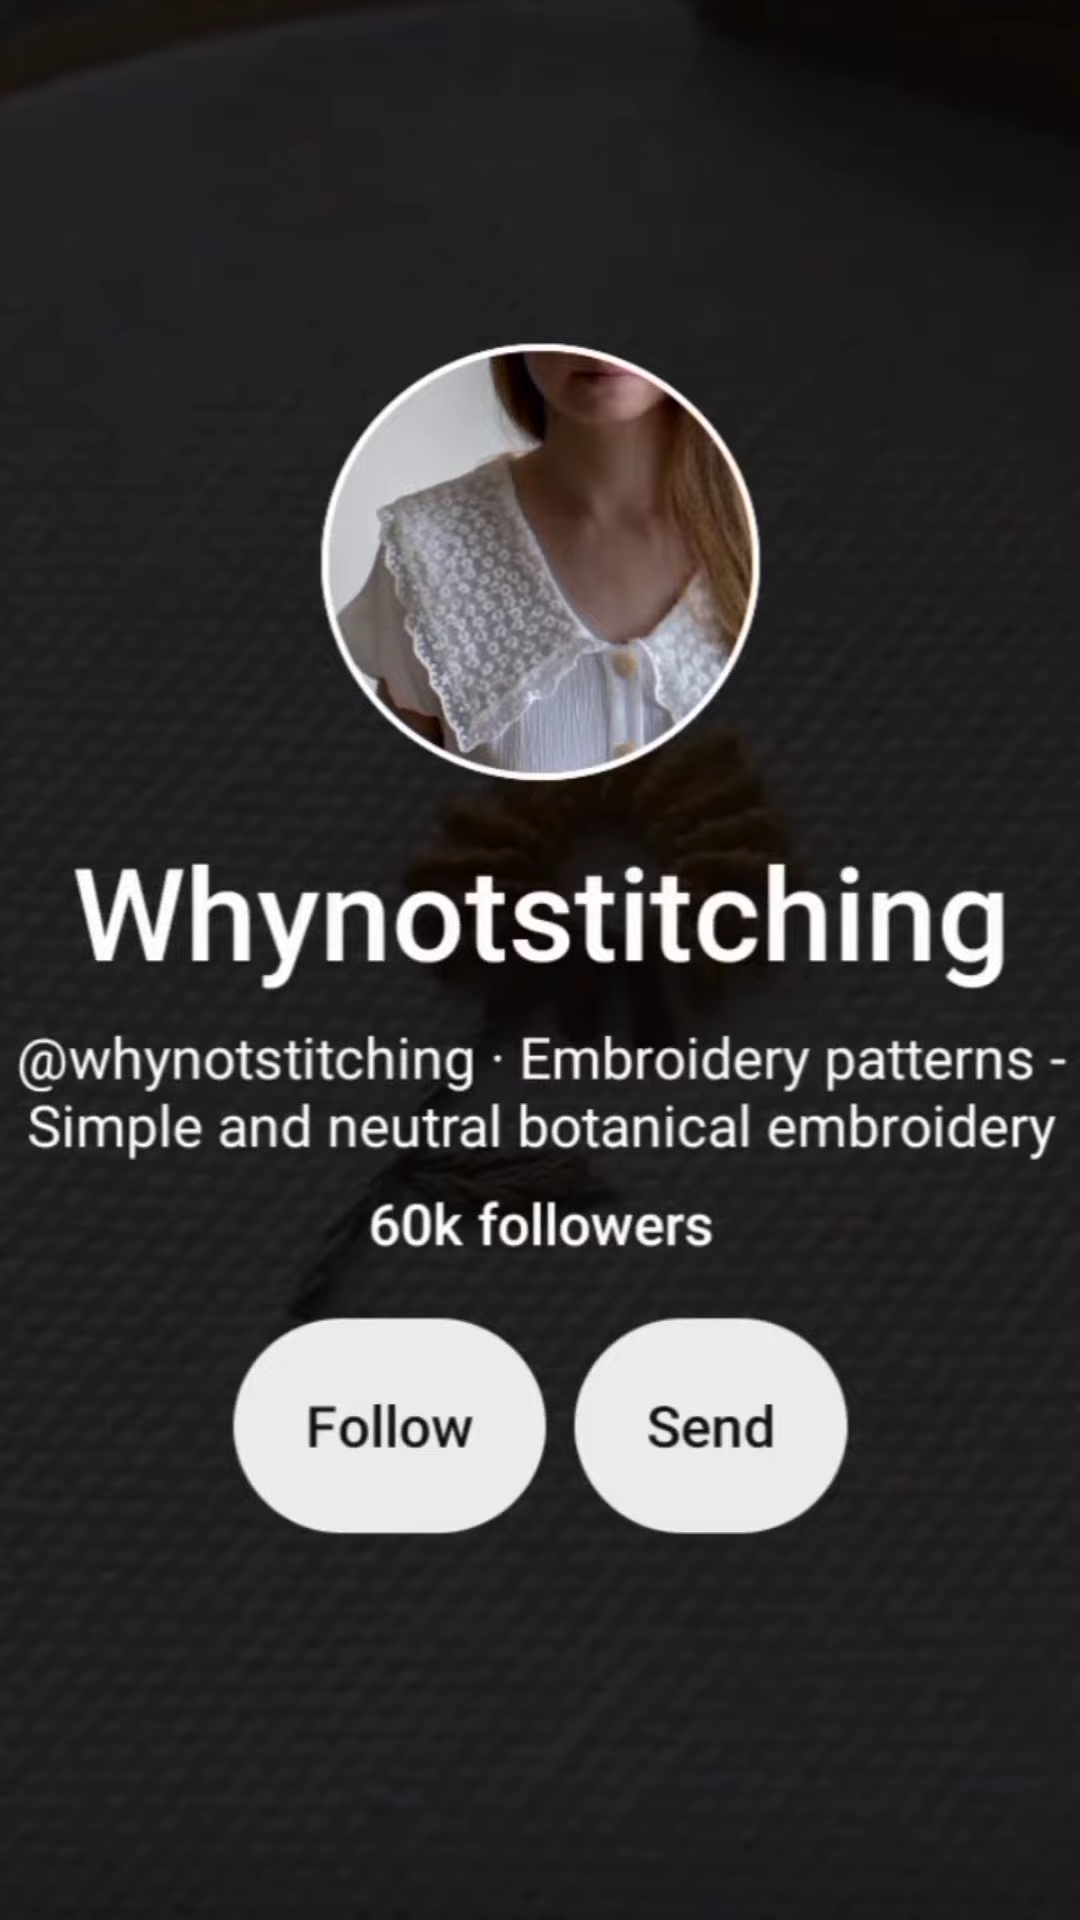 Whynotstitching
@whynotstitching · Embroidery patterns -
Simple and neutral botanical embroidery
60k followers
Follow
Send